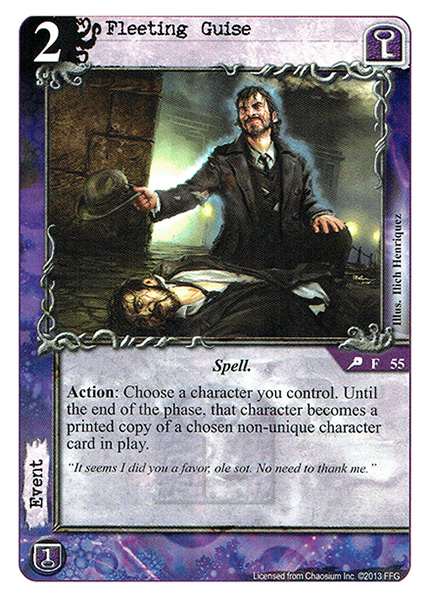 2
Fleeting Guise
Illus. Ilich Henriquez
F 55
Spell.
Action: Choose a character you control. Until
the end of the phase, that character becomes a
printed copy of a chosen non-unique character
card in play.
"It seems I did you a favor, ole sot. No need to thank me."
Event
1
Licensed from Chaosium Inc. ©2013 FFG